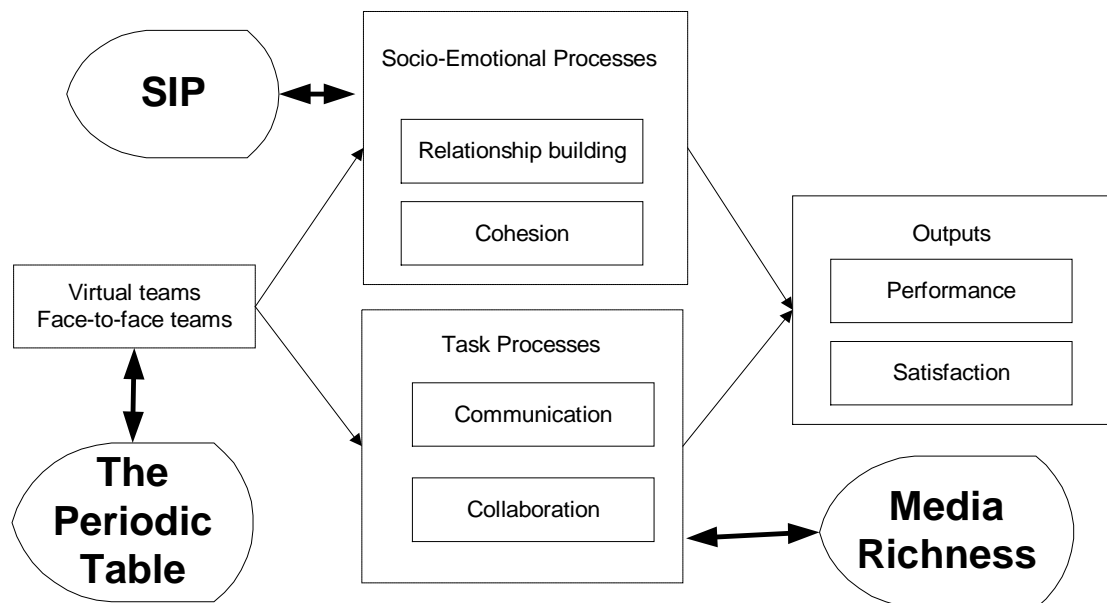 SIP
Socio-Emotional Processes
Relationship building
Cohesion
Virtual teams
Face-to-face teams
Task Processes
Communication
Collaboration
Outputs
Performance
Satisfaction
The
Periodic
Table
Media
Richness